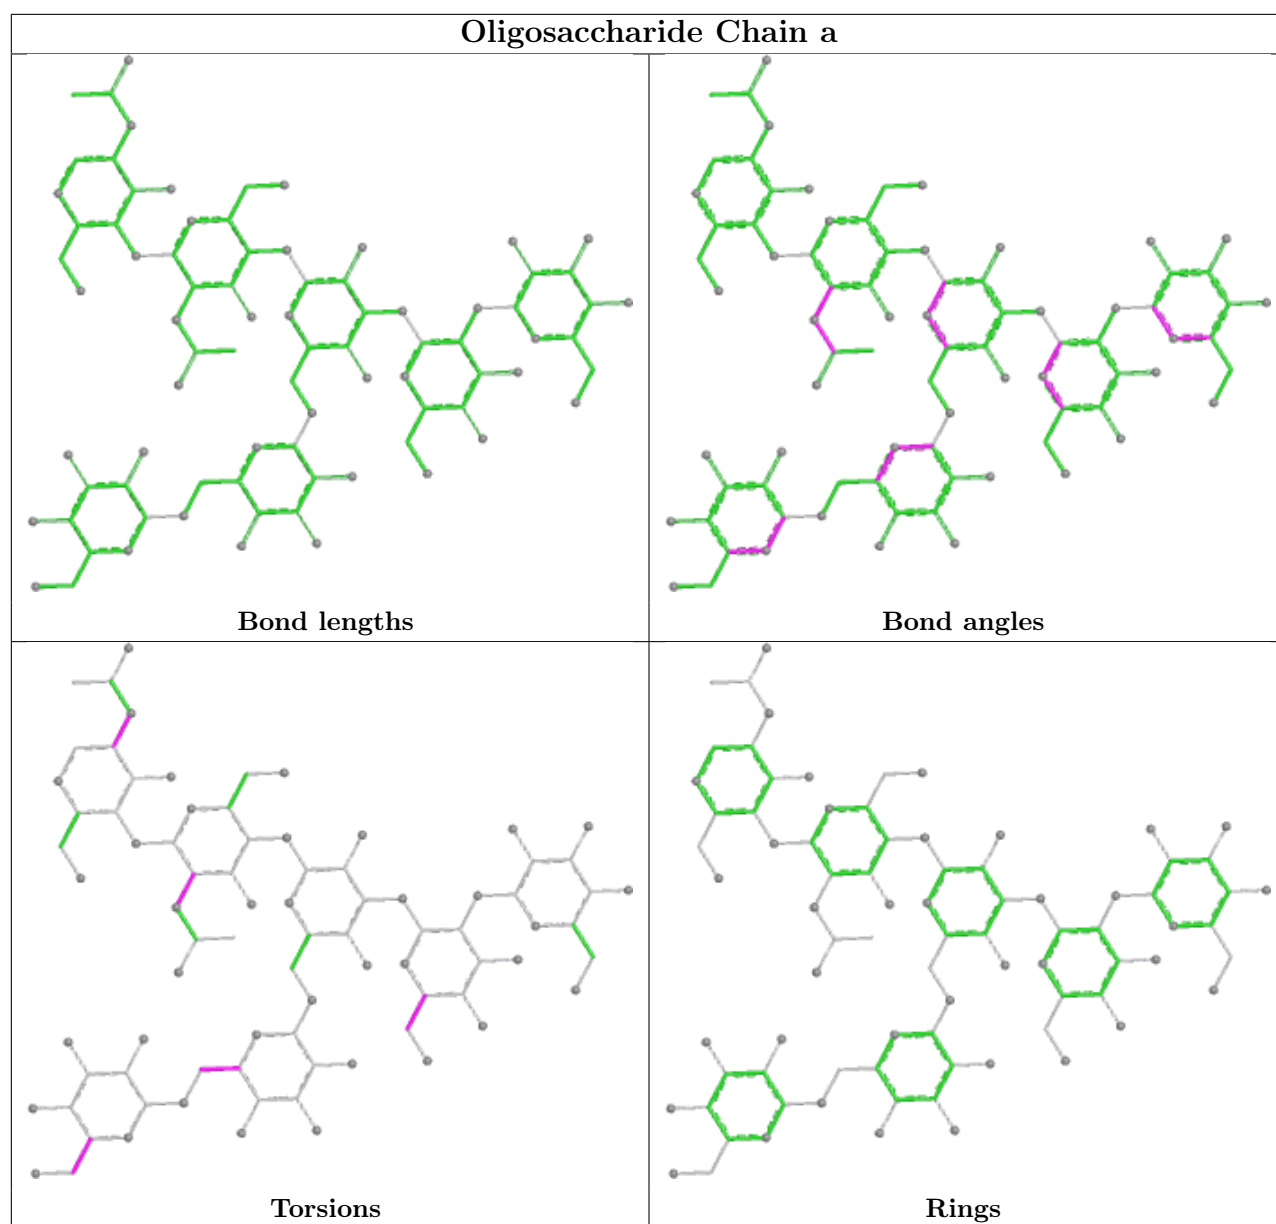 Oligosaccharide Chain a
Bond lengths
Bond angles
Torsions
Rings